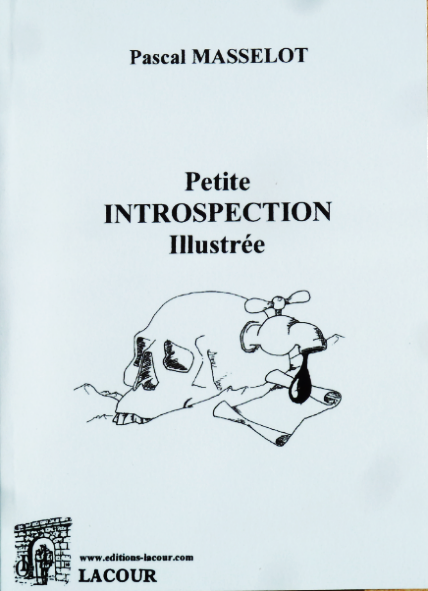 Pascal MASSELOT
Petite
INTROSPECTION
Illustrée
www.editions-lacour.com
LACOUR